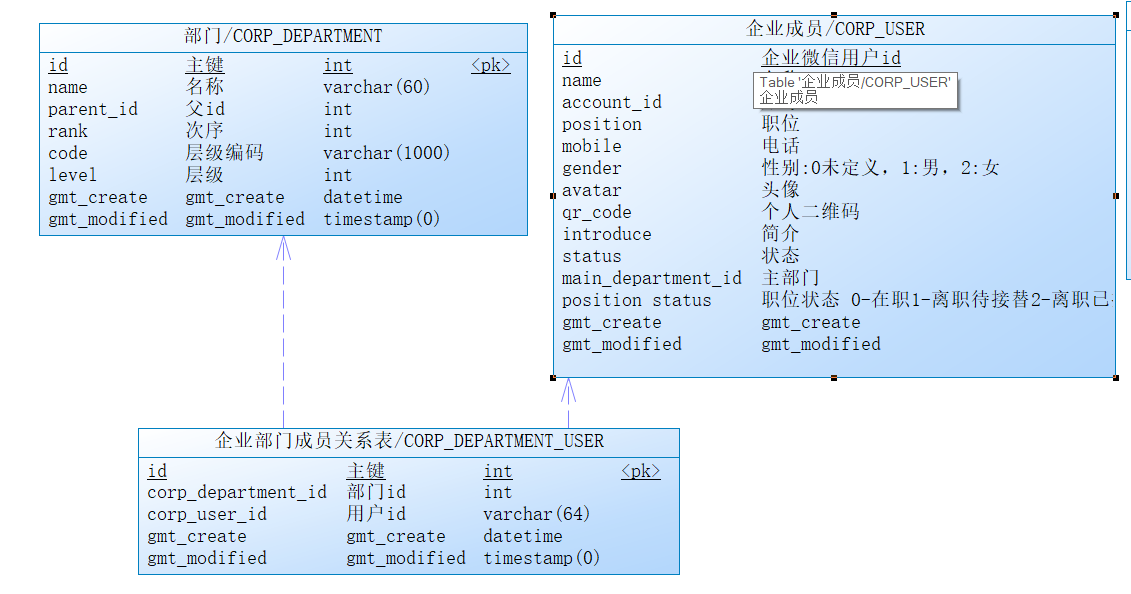 部门/CORP_DEPARTMENT
id 主键 int <pk>
name 名称 varchar(60)
parent_id 父id int
rank 次序 int
code 层级编码 varchar(1000)
level 层级 int
gmt_create gmt_create datetime
gmt_modified gmt_modified timestamp(0)
企业成员/CORP_USER
id 企业微信用户id
name
Table '企业成员/CORP_USER'
企业成员
account_id
position 职位
mobile 电话
gender 性别:0未定义，1:男，2:女
avatar 头像
qr_code 个人二维码
introduce 简介
status 状态
main_department_id 主部门
position status 职位状态 0-在职1-离职待接替2-离职已
gmt_create gmt_create
gmt_modified gmt_modified
企业部门成员关系表/CORP_DEPARTMENT_USER
id 主键 int <pk>
corp_department_id 部门id int
corp_user_id 用户id varchar(64)
gmt_create gmt_create datetime
gmt_modified gmt_modified timestamp(0)